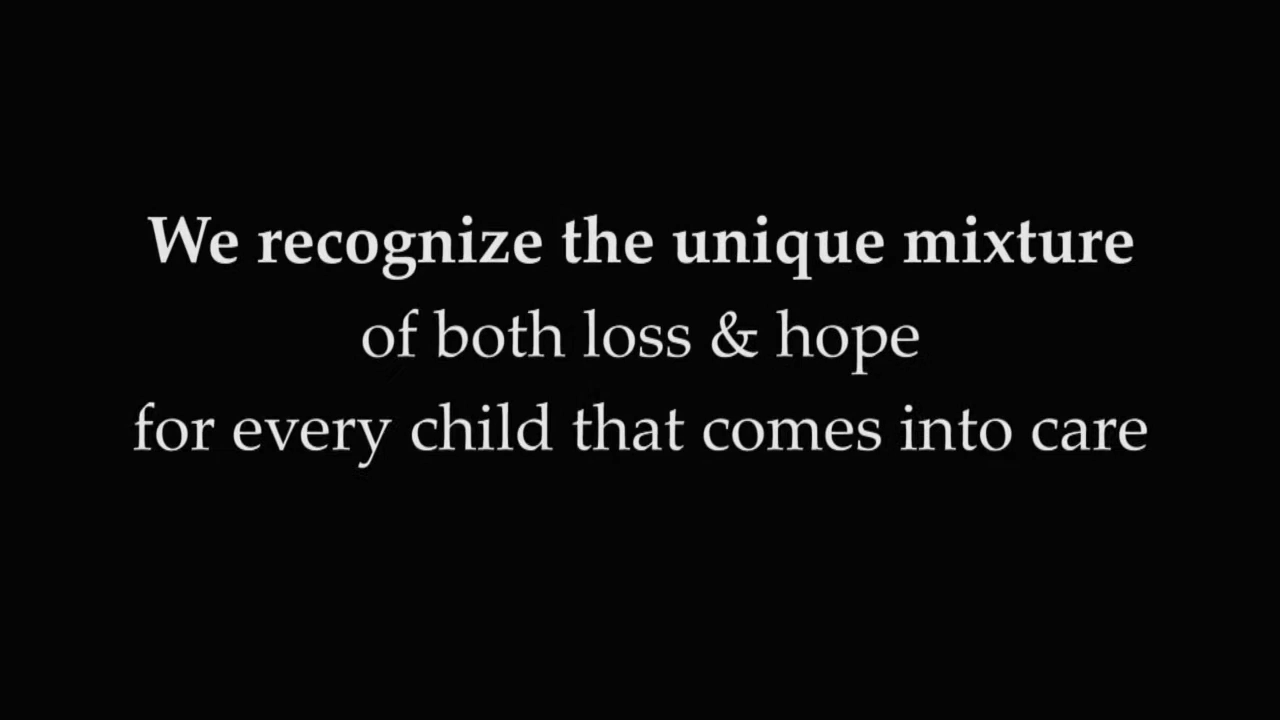 We recognize the unique mixture
of both loss & hope
for every child that comes into care